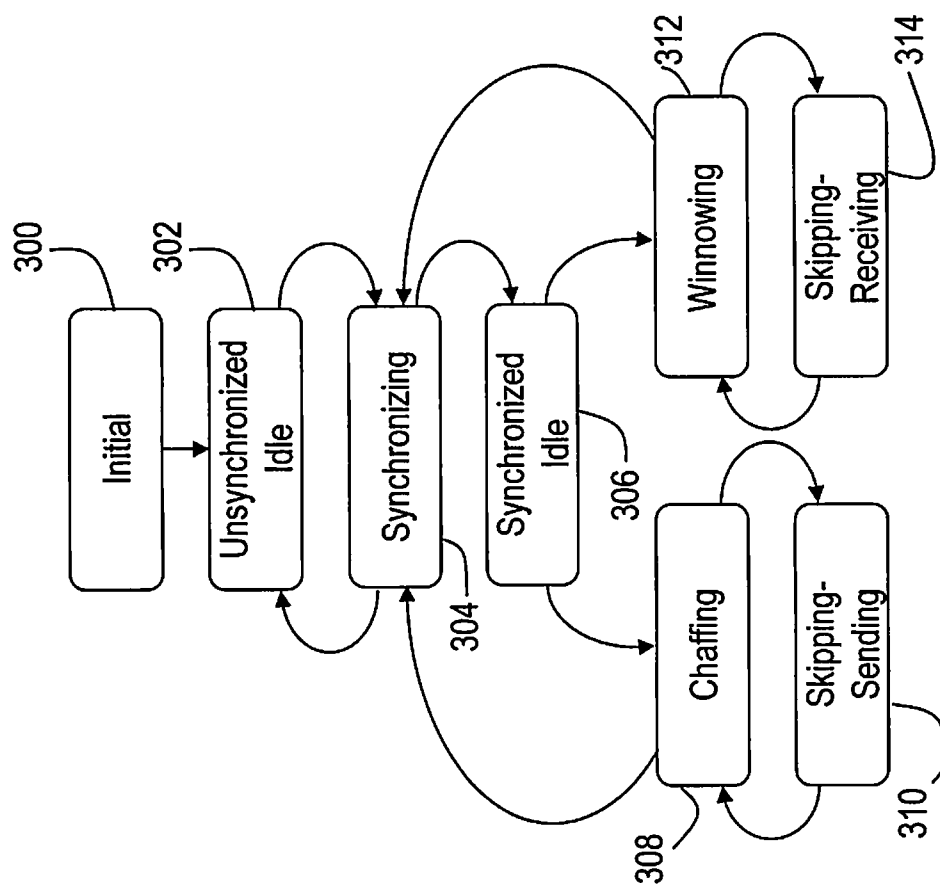 300
Initial
302
Unsynchronized
Idle
Synchronizing
304
Synchronized
Idle
306
308
Chaffing
312
Winnowing
Skipping-
Sending
310
Skipping-
Receiving
314